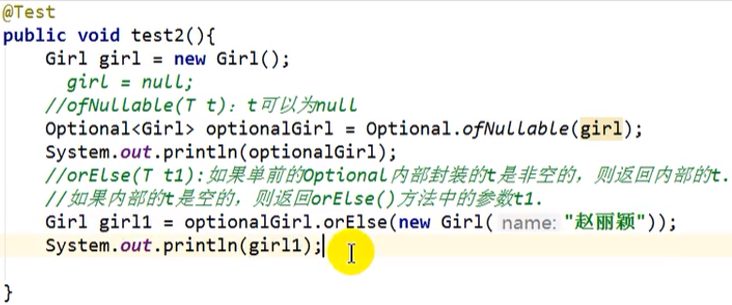 @Test
public void test2(){
Girl girl = new Girl();
girl = null;
//ofNullable(T t)：t可以为null
Optional<Girl> optionalGirl = Optional.ofNullable(girl);
System.out.println(optionalGirl);
//orElse(T t1):如果单前的Optional内部封装的t是非空的，则返回内部的t.
//如果内部的t是空的，则返回orElse()方法中的参数t1.
Girl girl1 = optionalGirl.orElse(new Girl( name: "赵丽颖"));
System.out.println(girl1);
}